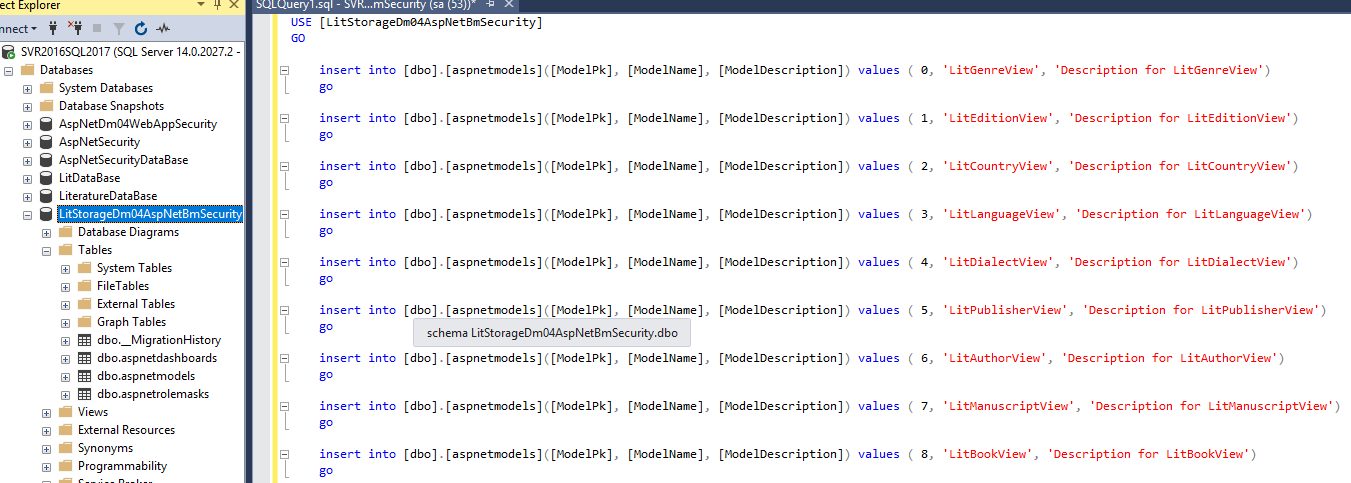 ect Explorer
nnect
SVR2016SQL2017 (SQL Server 14.0.2027.2 -
Databases
System Databases
Database Snapshots
AspNetDm04WebAppSecurity
AspNetSecurity
AspNetSecurityDataBase
LitDataBase
LiteratureDataBase
LitStorageDm04AspNetBmSecurity
Database Diagrams
Tables
System Tables
FileTables
External Tables
Graph Tables
dbo.__MigrationHistory
dbo.aspnetdashboards
dbo.aspnetmodels
dbo.aspnetrolemasks
Views
External Resources
Synonyms
Programmability
Service Broker
SQLQuery1.sql - SVR...mSecurity (sa (53))*
USE [LitStorageDm04AspNetBmSecurity]
GO
insert into [dbo].[aspnetmodels]([ModelPk], [ModelName], [ModelDescription]) values ( 0, 'LitGenreView', 'Description for LitGenreView')
go
insert into [dbo].[aspnetmodels]([ModelPk], [ModelName], [ModelDescription]) values ( 1, 'LitEditionView', 'Description for LitEditionView')
go
insert into [dbo].[aspnetmodels]([ModelPk], [ModelName], [ModelDescription]) values ( 2, 'LitCountryView', 'Description for LitCountryView')
go
insert into [dbo].[aspnetmodels]([ModelPk], [ModelName], [ModelDescription]) values ( 3, 'LitLanguageView', 'Description for LitLanguageView')
go
insert into [dbo].[aspnetmodels]([ModelPk], [ModelName], [ModelDescription]) values ( 4, 'LitDialectView', 'Description for LitDialectView')
go
insert into [dbo].[aspnetmodels]([ModelPk], [ModelName], [ModelDescription]) values ( 5, 'LitPublisherView', 'Description for LitPublisherView')
go
schema LitStorageDm04AspNetBmSecurity.dbo
insert into [dbo].[aspnetmodels]([ModelPk], [ModelName], [ModelDescription]) values ( 6, 'LitAuthorView', 'Description for LitAuthorView')
go
insert into [dbo].[aspnetmodels]([ModelPk], [ModelName], [ModelDescription]) values ( 7, 'LitManuscriptView', 'Description for LitManuscriptView')
go
insert into [dbo].[aspnetmodels]([ModelPk], [ModelName], [ModelDescription]) values ( 8, 'LitBookView', 'Description for LitBookView')
go